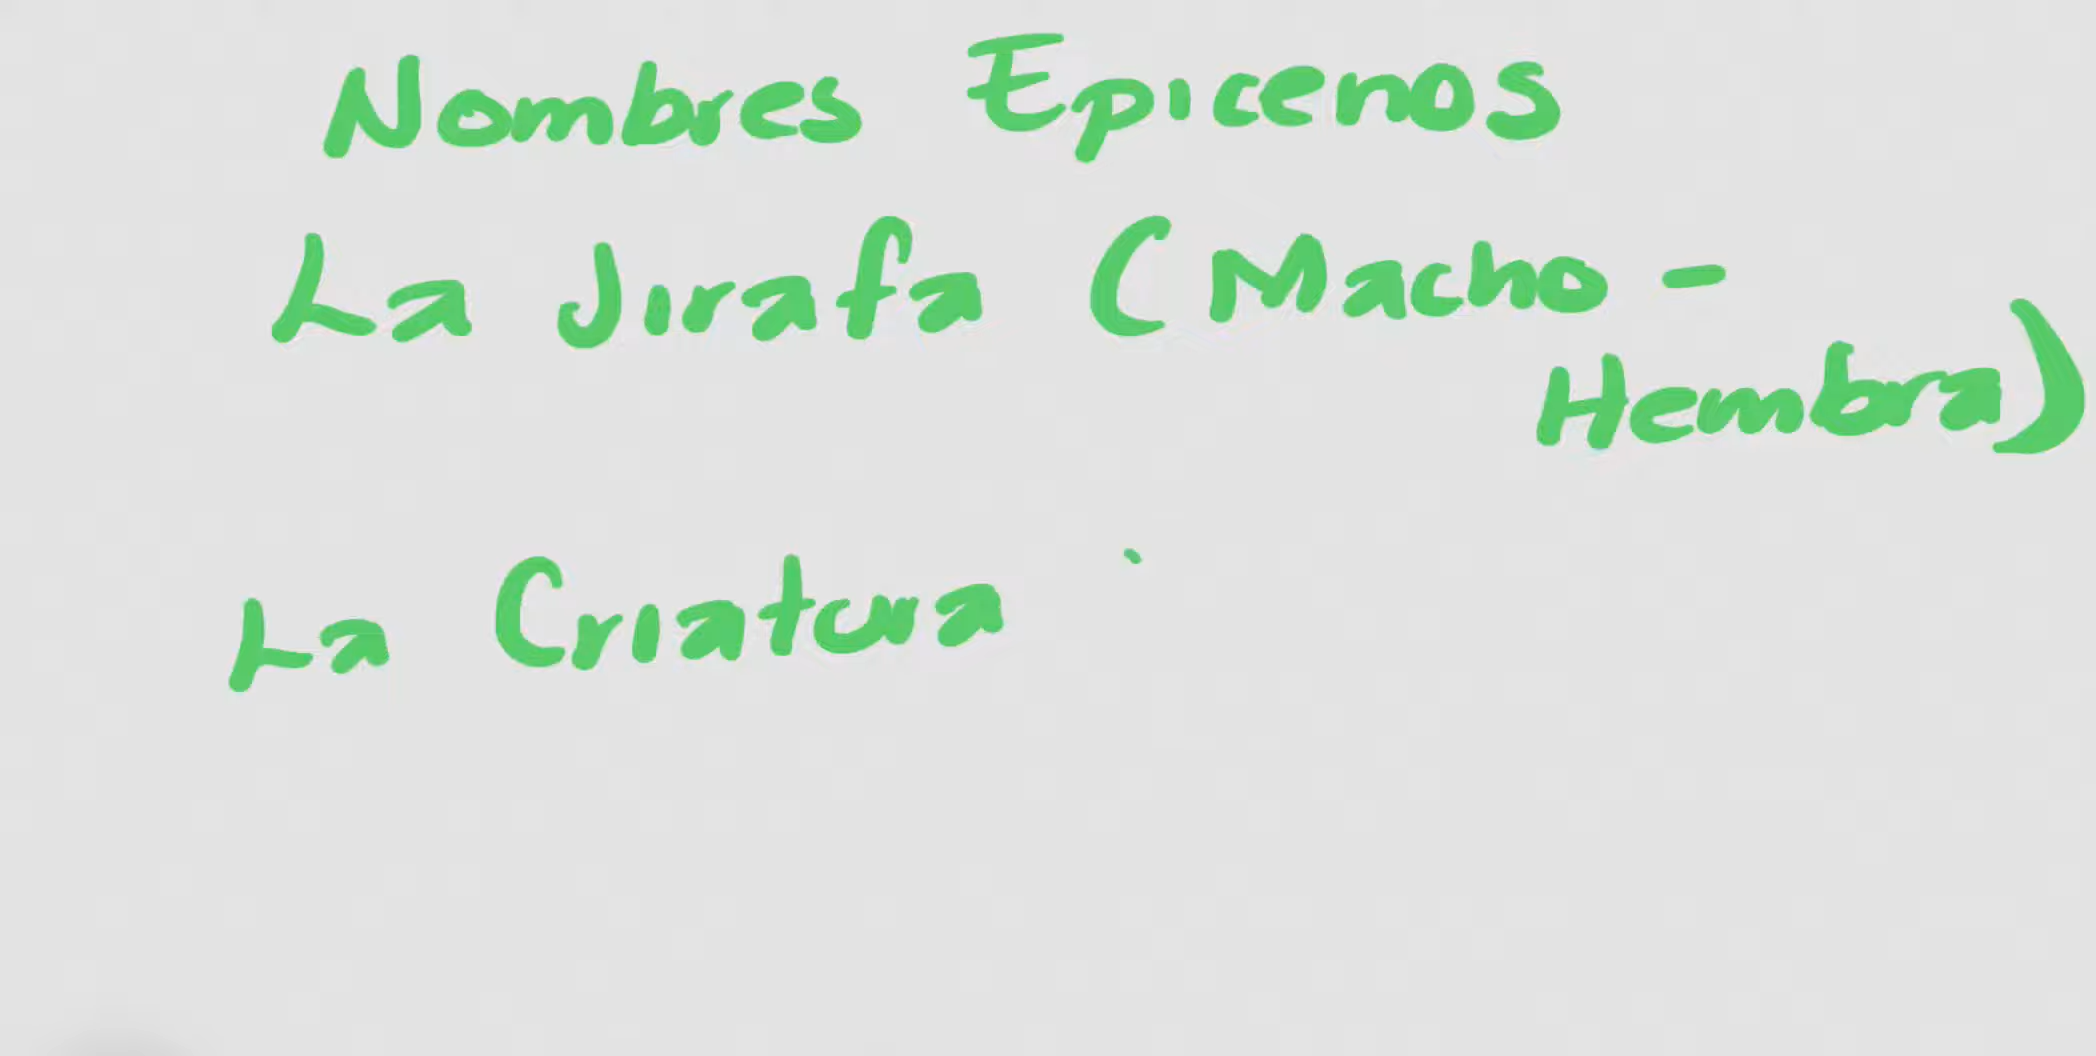 Nombres Epicenos
La Jirafa (Macho -
Hembra)
La Criatura